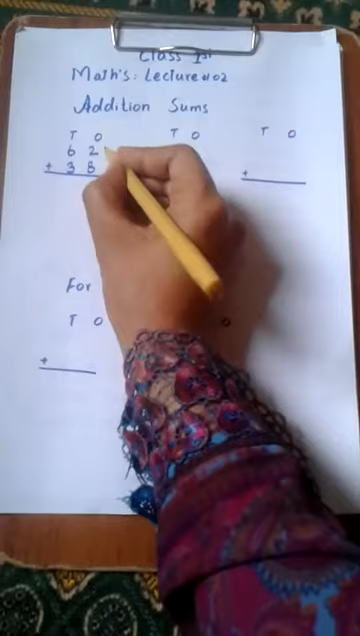 Class 1st
Math's: Lecture#02
Addition Sums
T O T O T O
6 2
+ 3 8 +
For
T O O
+